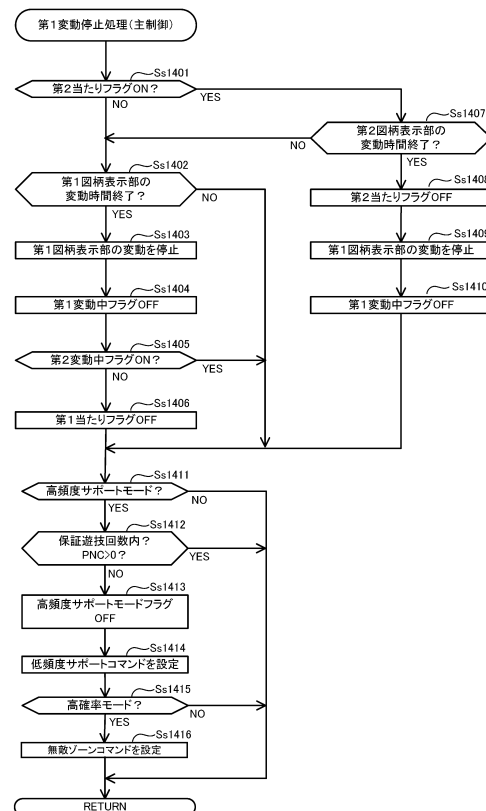 第1変動停止処理(主制御)
Ss1401
第2当たりフラグON？
NO
YES
Ss1407
第2図柄表示部の
変動時間終了？
NO
YES
Ss1402
第1図柄表示部の
変動時間終了？
NO
YES
Ss1408
第2当たりフラグOFF
Ss1403
第1図柄表示部の変動を停止
Ss1409
第1図柄表示部の変動を停止
Ss1404
第1変動中フラグOFF
Ss1410
第1変動中フラグOFF
Ss1405
第2変動中フラグON？
YES
NO
Ss1406
第1当たりフラグOFF
Ss1411
高頻度サポートモード？
NO
YES
Ss1412
保証遊技回数内？
PNC>0？
YES
NO
Ss1413
高頻度サポートモードフラグ
OFF
Ss1414
低頻度サポートコマンドを設定
Ss1415
高確率モード？
NO
YES
Ss1416
無敵ゾーンコマンドを設定
RETURN